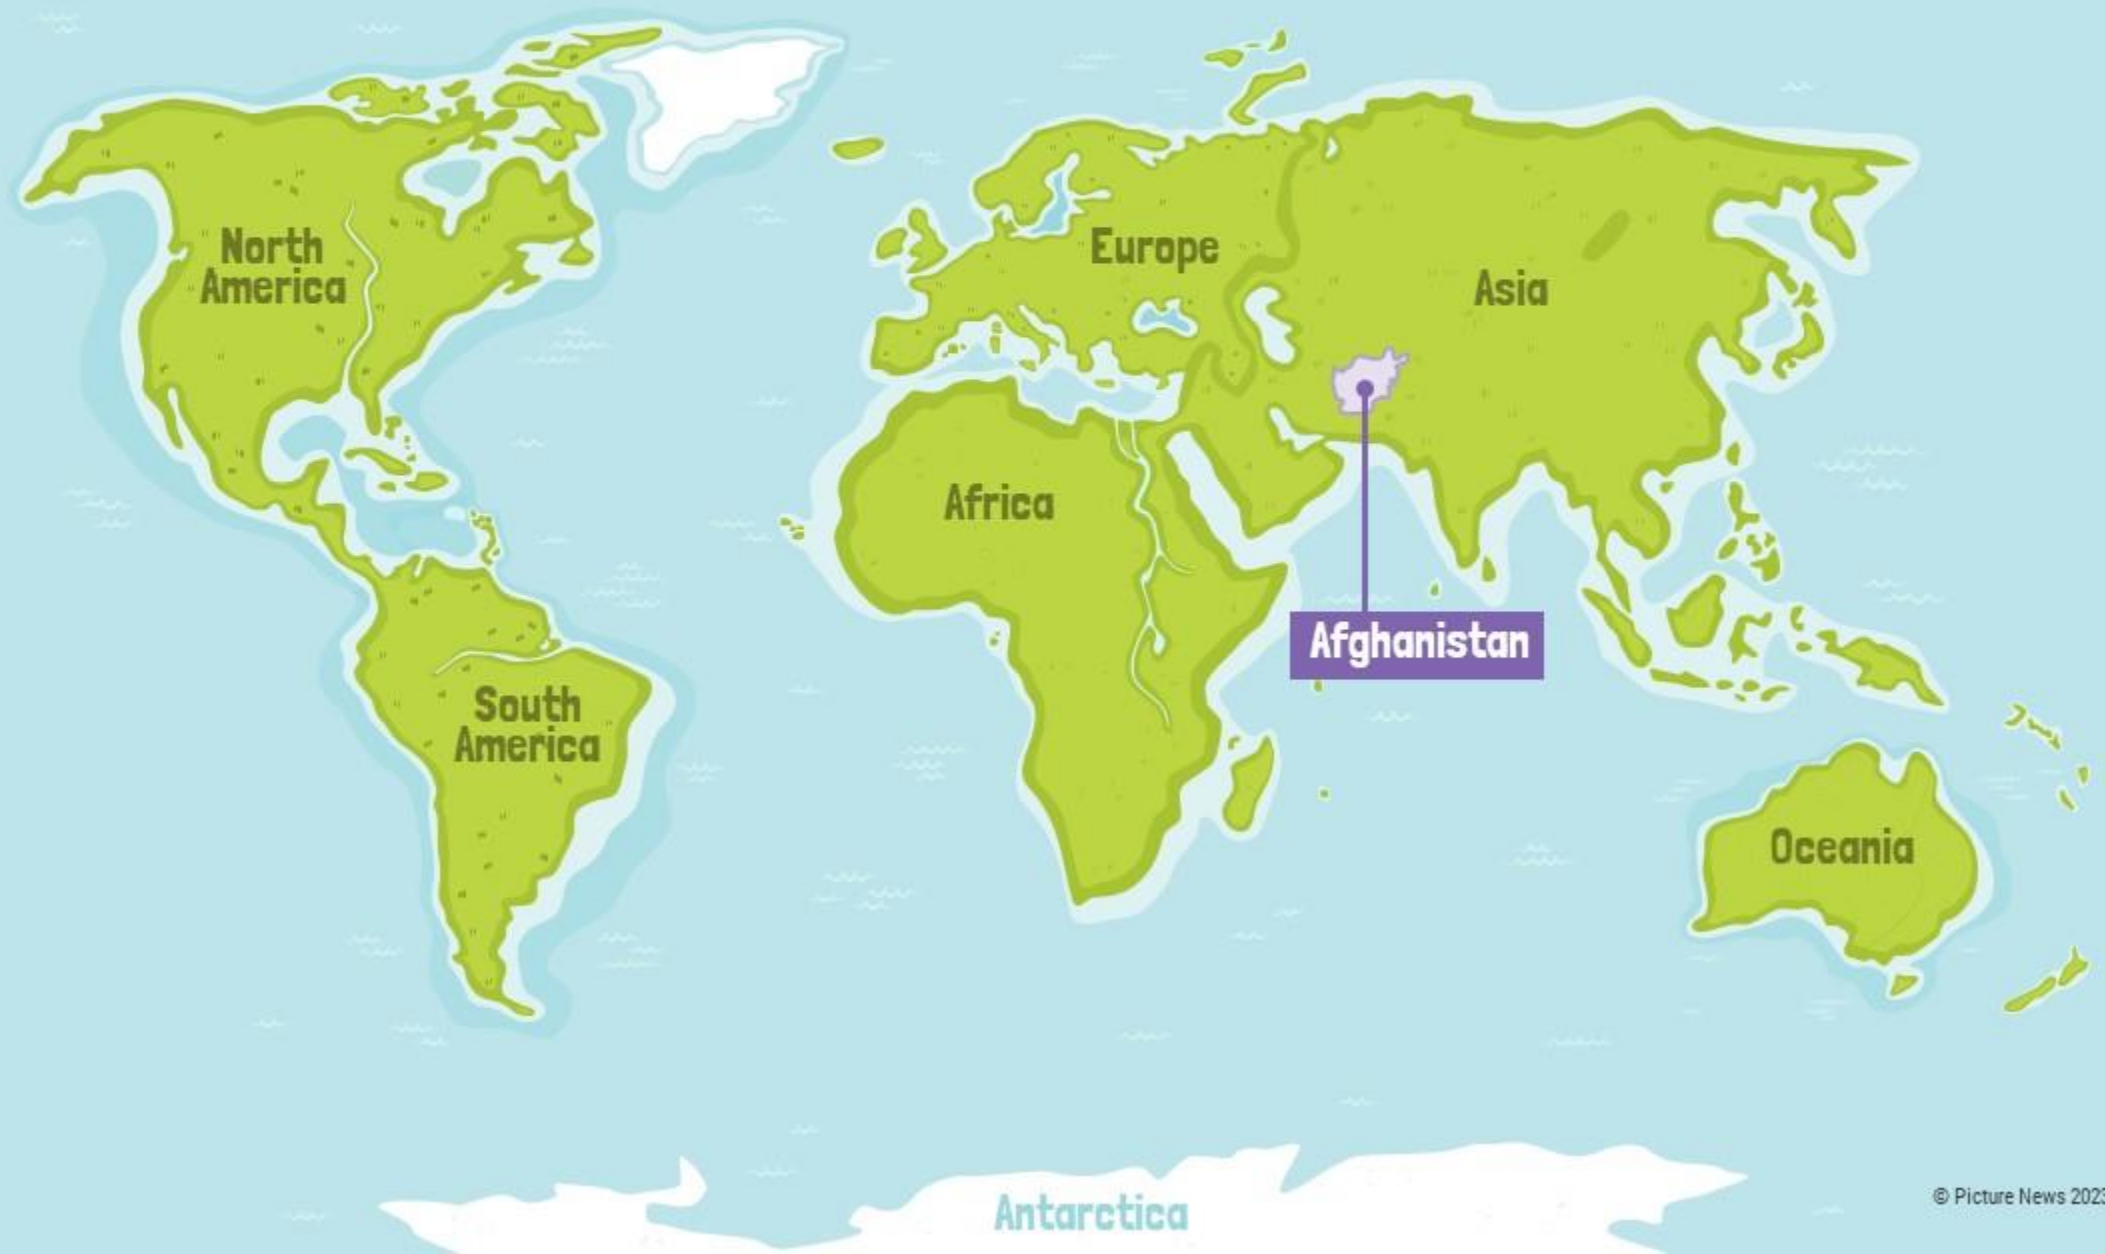 North
America
Europe
Asia
Africa
Afghanistan
South
America
Oceania
Antarctica
© Picture News 2023